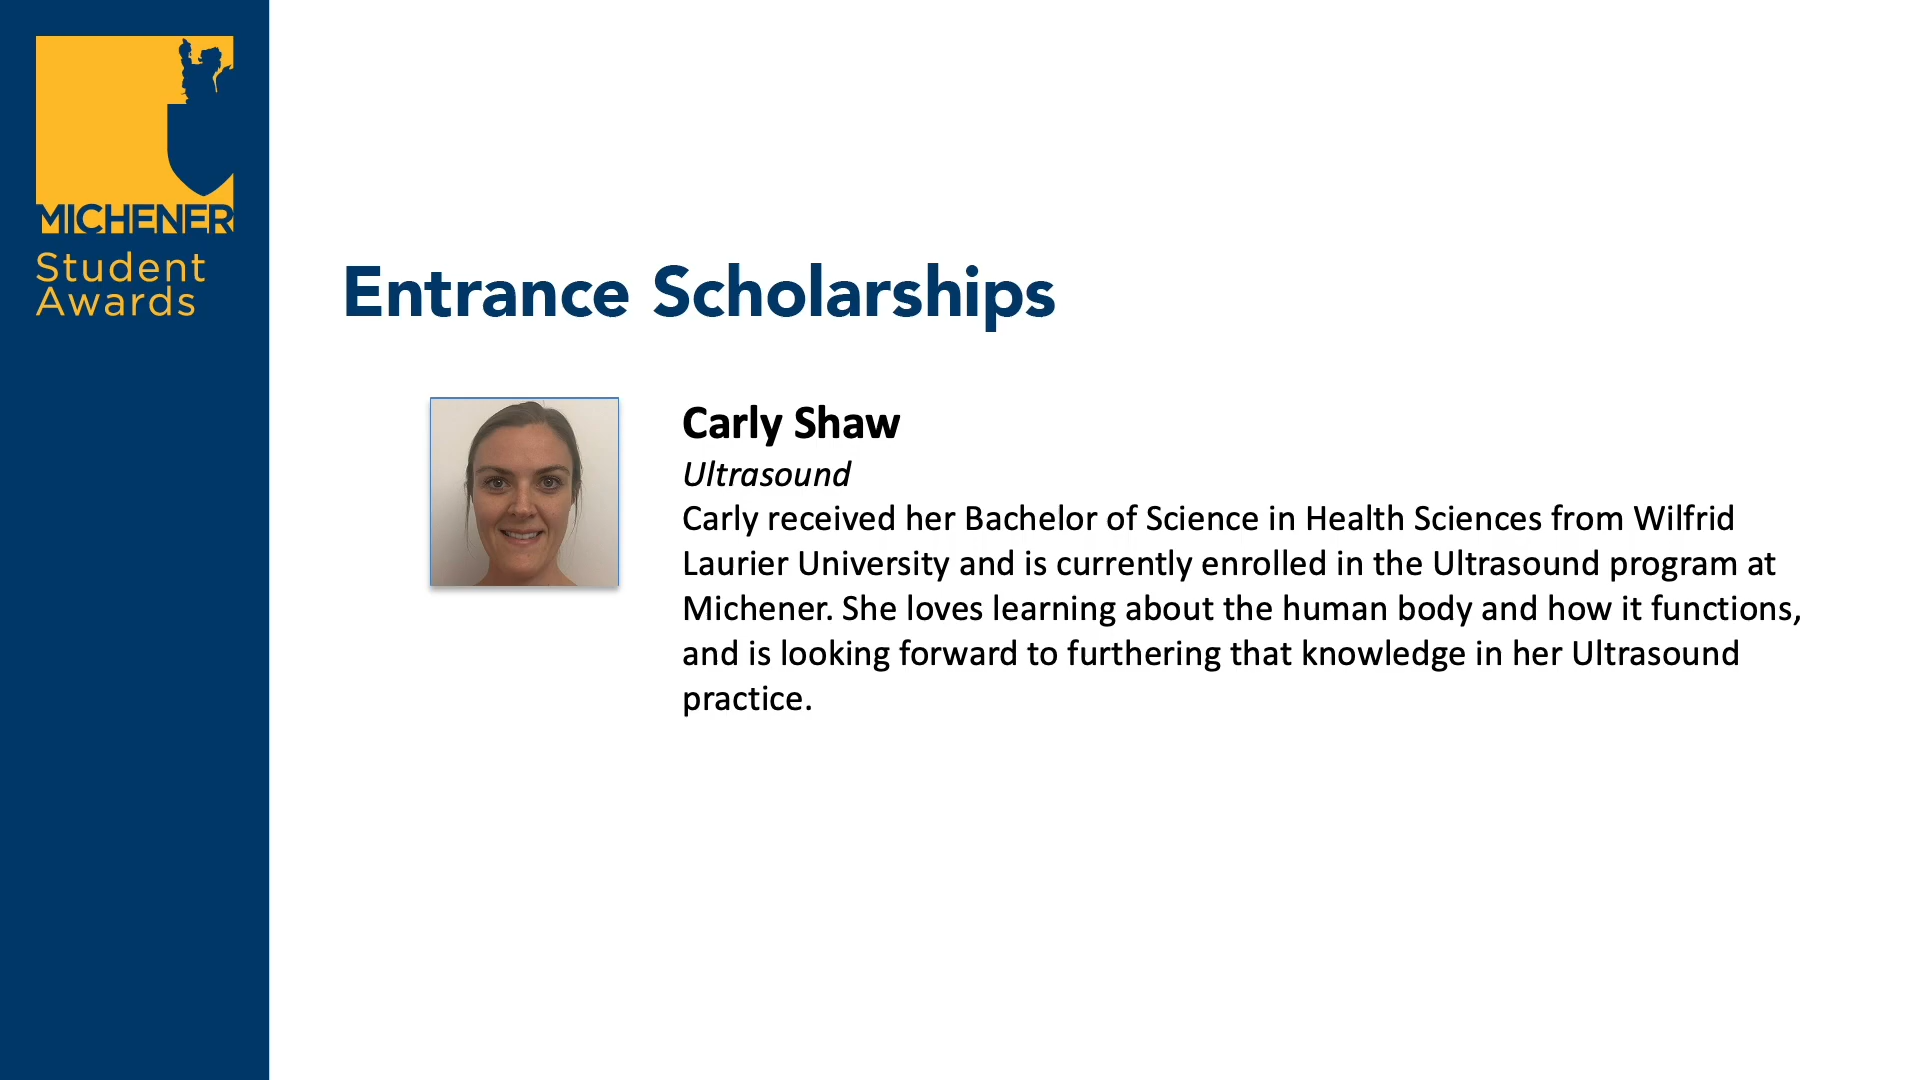 MICHENER
Student
Awards
Entrance Scholarships
Carly Shaw
Ultrasound
Carly received her Bachelor of Science in Health Sciences from Wilfrid
Laurier University and is currently enrolled in the Ultrasound program at
Michener. She loves learning about the human body and how it functions,
and is looking forward to furthering that knowledge in her Ultrasound
practice.